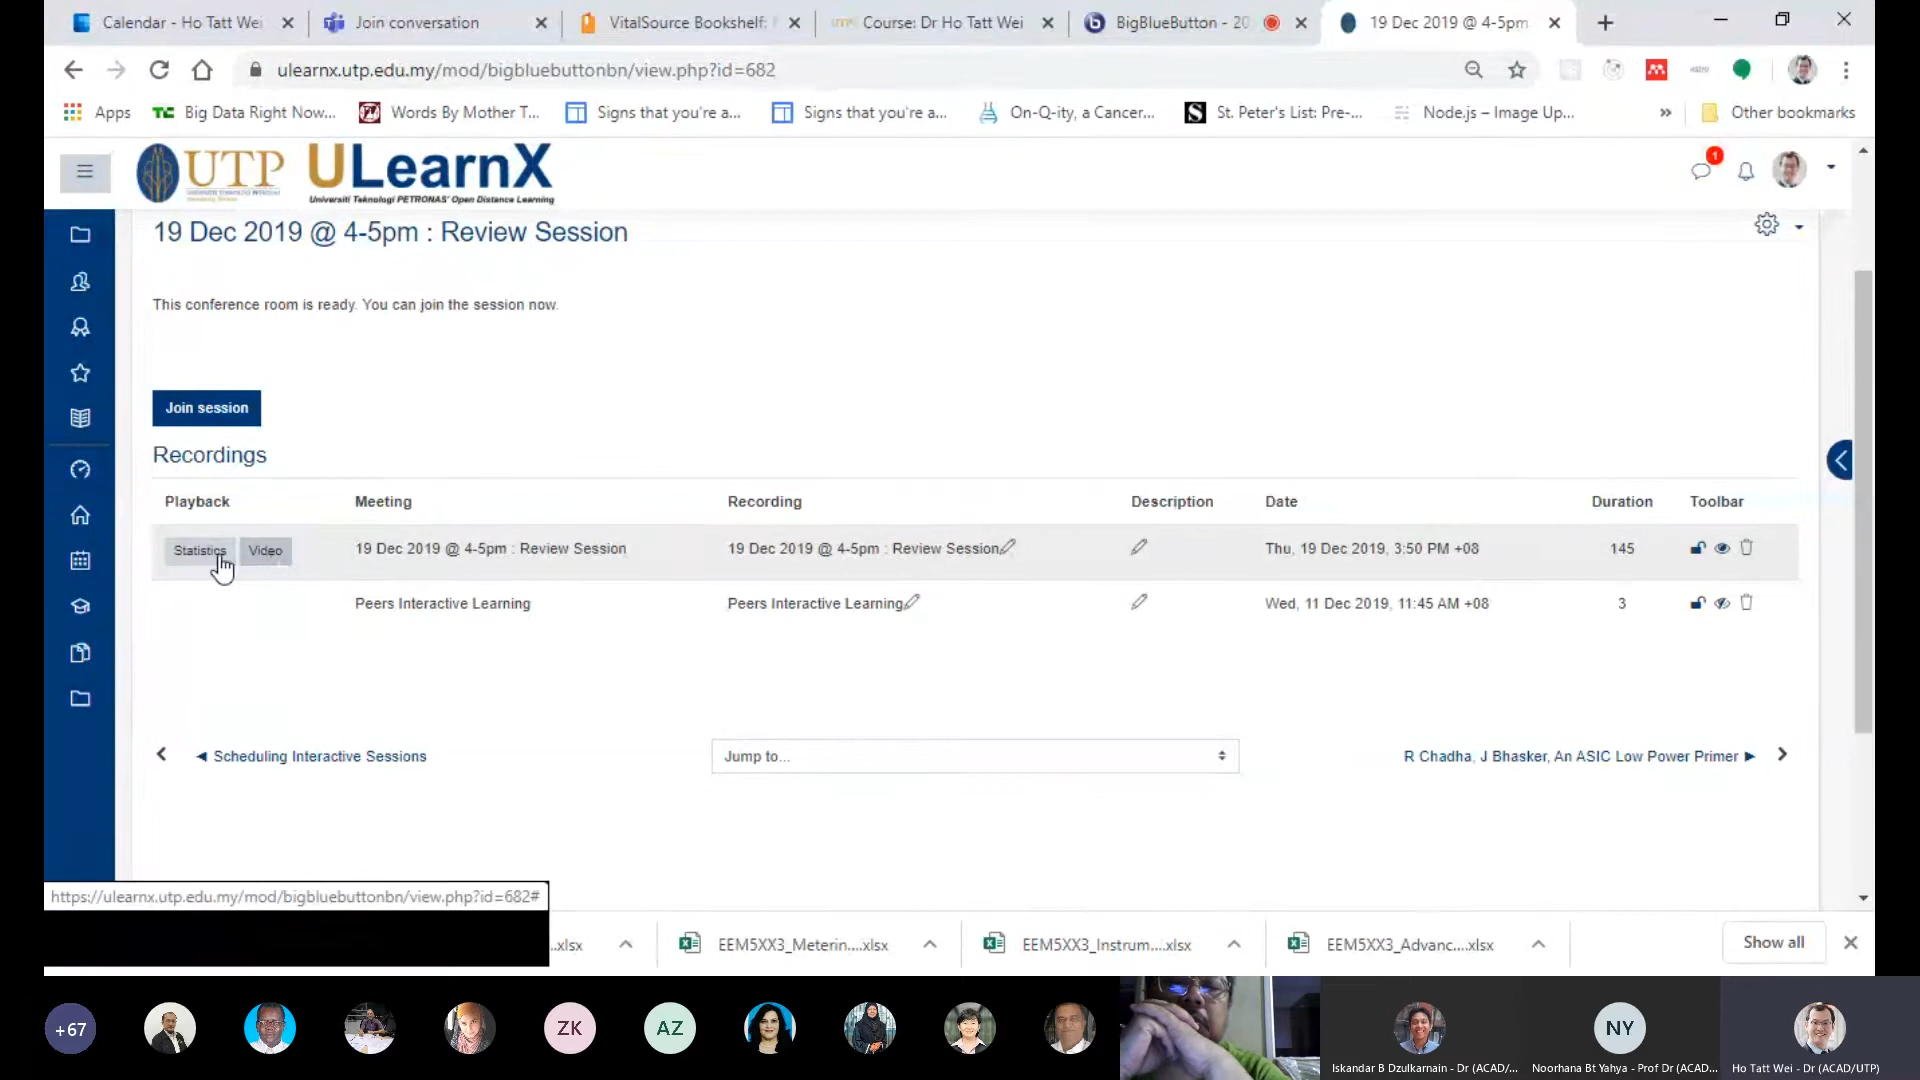 Calendar - Ho Tatt Wei
Join conversation
VitalSource Bookshelf:
Course: Dr Ho Tatt Wei
BigBlueButton - 20
19 Dec 2019 @ 4-5pm
ulearnx.utp.edu.my/mod/bigbluebuttonbn/view.php?id=682
Apps
Big Data Right Now...
Words By Mother T...
Signs that you're a...
Signs that you're a...
On-Q-ity, a Cancer...
St. Peter's List: Pre-...
Node.js – Image Up...
»
Other bookmarks
UTP
ULearnX
Universiti Teknologi PETRONAS' Open Distance Learning
1
19 Dec 2019 @ 4-5pm : Review Session
This conference room is ready. You can join the session now.
Join session
Recordings
Playback Meeting Recording Description Date Duration Toolbar
Statistics Video 19 Dec 2019 @ 4-5pm : Review Session 19 Dec 2019 @ 4-5pm : Review Session Thu, 19 Dec 2019, 3:50 PM +08 145
Peers Interactive Learning Peers Interactive Learning Wed, 11 Dec 2019, 11:45 AM +08 3
◄ Scheduling Interactive Sessions
Jump to...
R Chadha, J Bhasker, An ASIC Low Power Primer ►
https://ulearnx.utp.edu.my/mod/bigbluebuttonbn/view.php?id=682#
...xlsx
EEM5XX3_Meterin....xlsx
EEM5XX3_Instrum....xlsx
EEM5XX3_Advanc....xlsx
Show all
+67
ZK
AZ
NY
Iskandar B Dzulkarnain - Dr (ACAD/...
Noorhana Bt Yahya - Prof Dr (ACAD...
Ho Tatt Wei - Dr (ACAD/UTP)